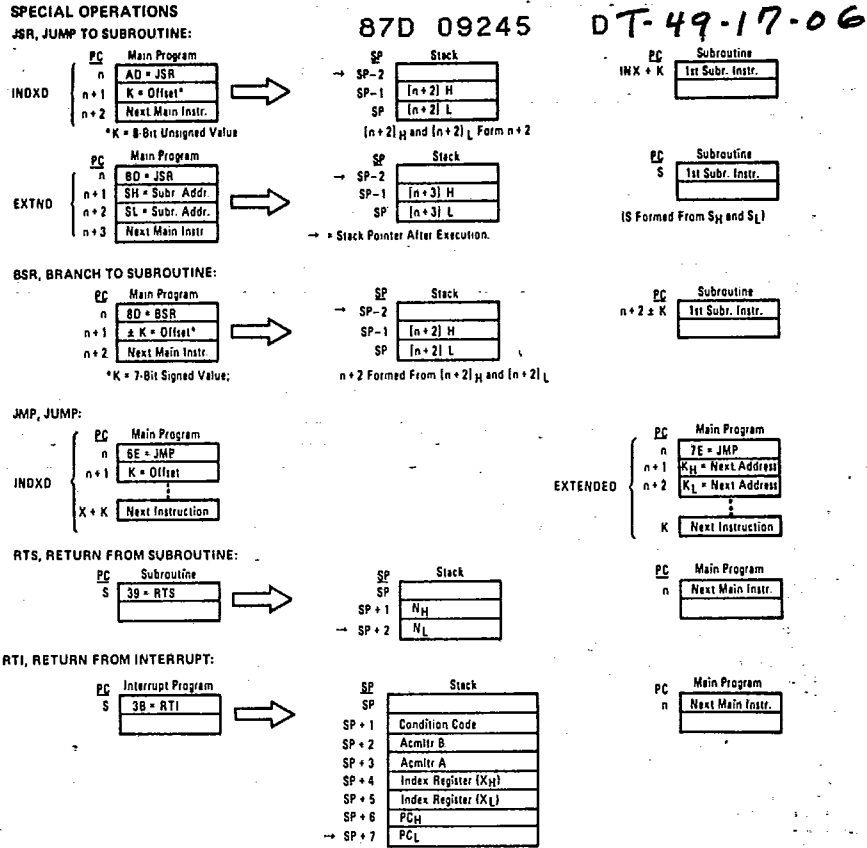 SPECIAL OPERATIONS
87D 09245 DT-49-17-06
JSR, JUMP TO SUBROUTINE:
PC Main Program
INDXD
n AD = JSR
n+1 K = Offset*
n+2 Next Main Instr.
*K = 8-Bit Unsigned Value
SP Stack
→ SP-2
SP-1 [n+2] H
SP [n+2] L
[n+2]H and [n+2]L Form n+2
PC Subroutine
INX + K 1st Subr. Instr.
PC Main Program
EXTND
n BD = JSR
n+1 SH = Subr. Addr.
n+2 SL = Subr. Addr.
n+3 Next Main Instr
SP Stack
→ SP-2
SP-1 [n+3] H
SP [n+3] L
→ = Stack Pointer After Execution.
PC Subroutine
S 1st Subr. Instr.
(S Formed From SH and SL)
BSR, BRANCH TO SUBROUTINE:
PC Main Program
n 8D = BSR
n+1 ± K = Offset*
n+2 Next Main Instr.
*K = 7-Bit Signed Value;
SP Stack
→ SP-2
SP-1 [n+2] H
SP [n+2] L
n+2 Formed From [n+2]H and [n+2]L
PC Subroutine
n+2 ± K 1st Subr. Instr.
JMP, JUMP:
PC Main Program
INDXD
n 6E = JMP
n+1 K = Offset
X+K Next Instruction
PC Main Program
EXTENDED
n 7E = JMP
n+1 KH = Next Address
n+2 KL = Next Address
K Next Instruction
RTS, RETURN FROM SUBROUTINE:
PC Subroutine
S 39 = RTS
SP Stack
SP
SP + 1 NH
→ SP + 2 NL
PC Main Program
n Next Main Instr.
RTI, RETURN FROM INTERRUPT:
PC Interrupt Program
S 3B = RTI
SP Stack
SP
SP + 1 Condition Code
SP + 2 Acmltr B
SP + 3 Acmltr A
SP + 4 Index Register (XH)
SP + 5 Index Register (XL)
SP + 6 PCH
→ SP + 7 PCL
PC Main Program
n Next Main Instr.